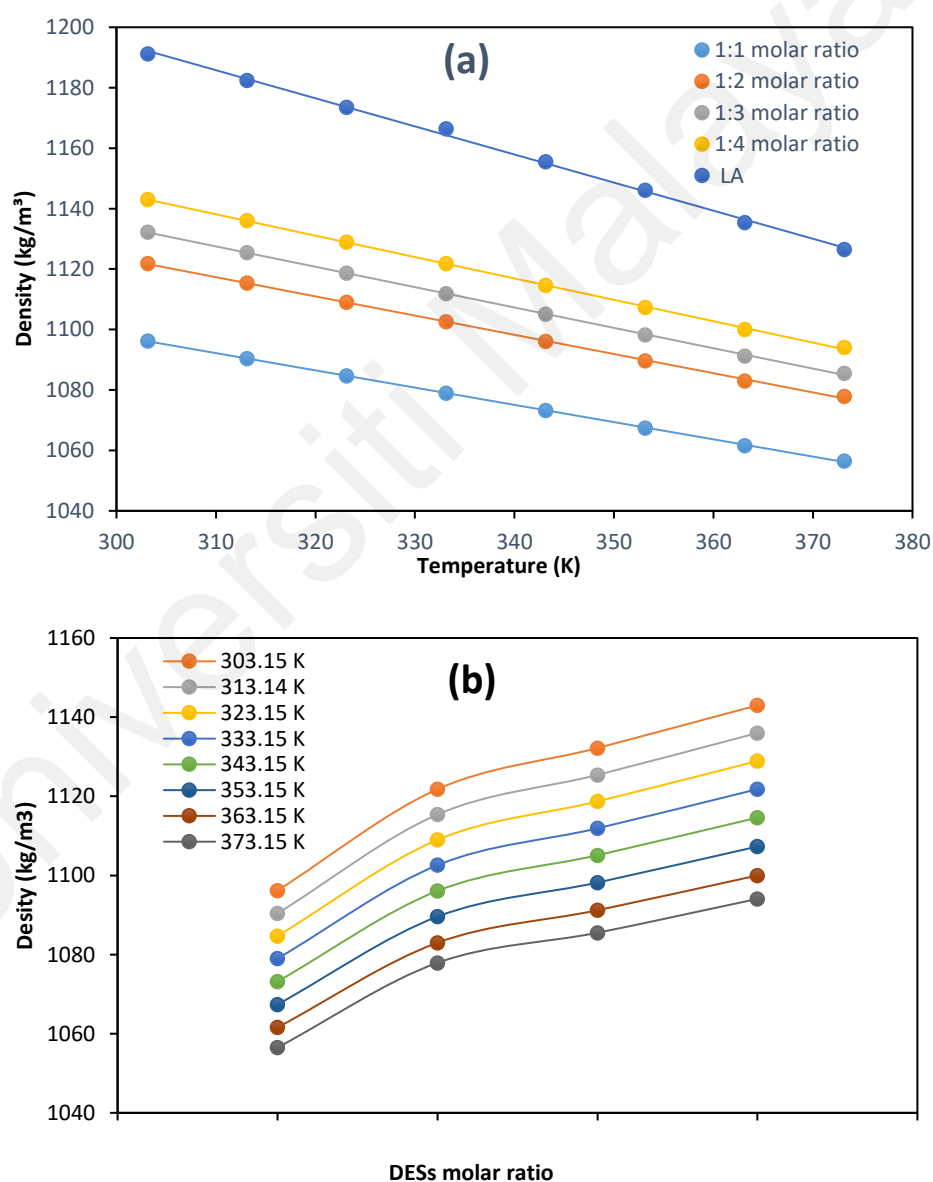 (a)
1200
1180
1160
1140
1120
1100
1080
1060
1040
Density (kg/m³)
1:1 molar ratio
1:2 molar ratio
1:3 molar ratio
1:4 molar ratio
LA
300 310 320 330 340 350 360 370 380
Temperature (K)
(b)
1160
1140
1120
1100
1080
1060
1040
Desity (kg/m3)
303.15 K
313.14 K
323.15 K
333.15 K
343.15 K
353.15 K
363.15 K
373.15 K
DESs molar ratio
Universiti Malaya